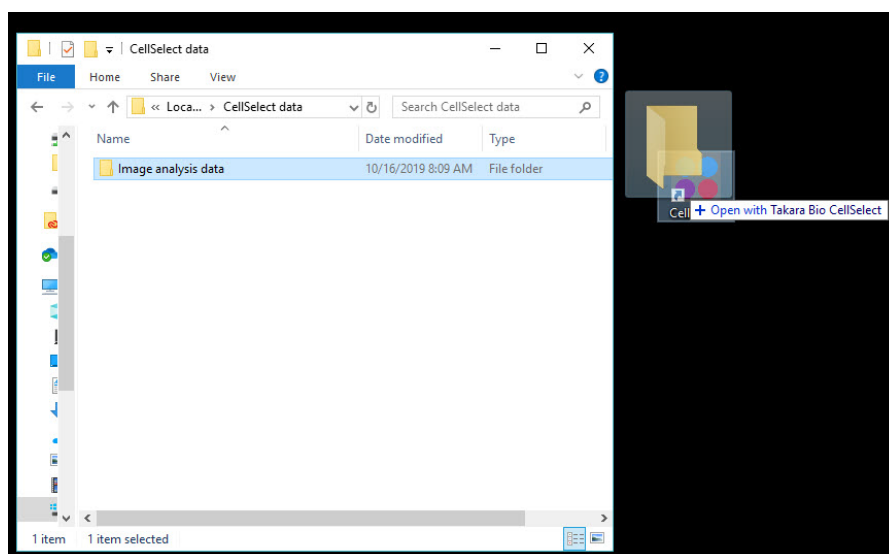 CellSelect data
File Home Share View
« Loca... > CellSelect data
Search CellSelect data
Name Date modified Type
Image analysis data 10/16/2019 8:09 AM File folder
Cell
+ Open with Takara Bio CellSelect
1 item 1 item selected